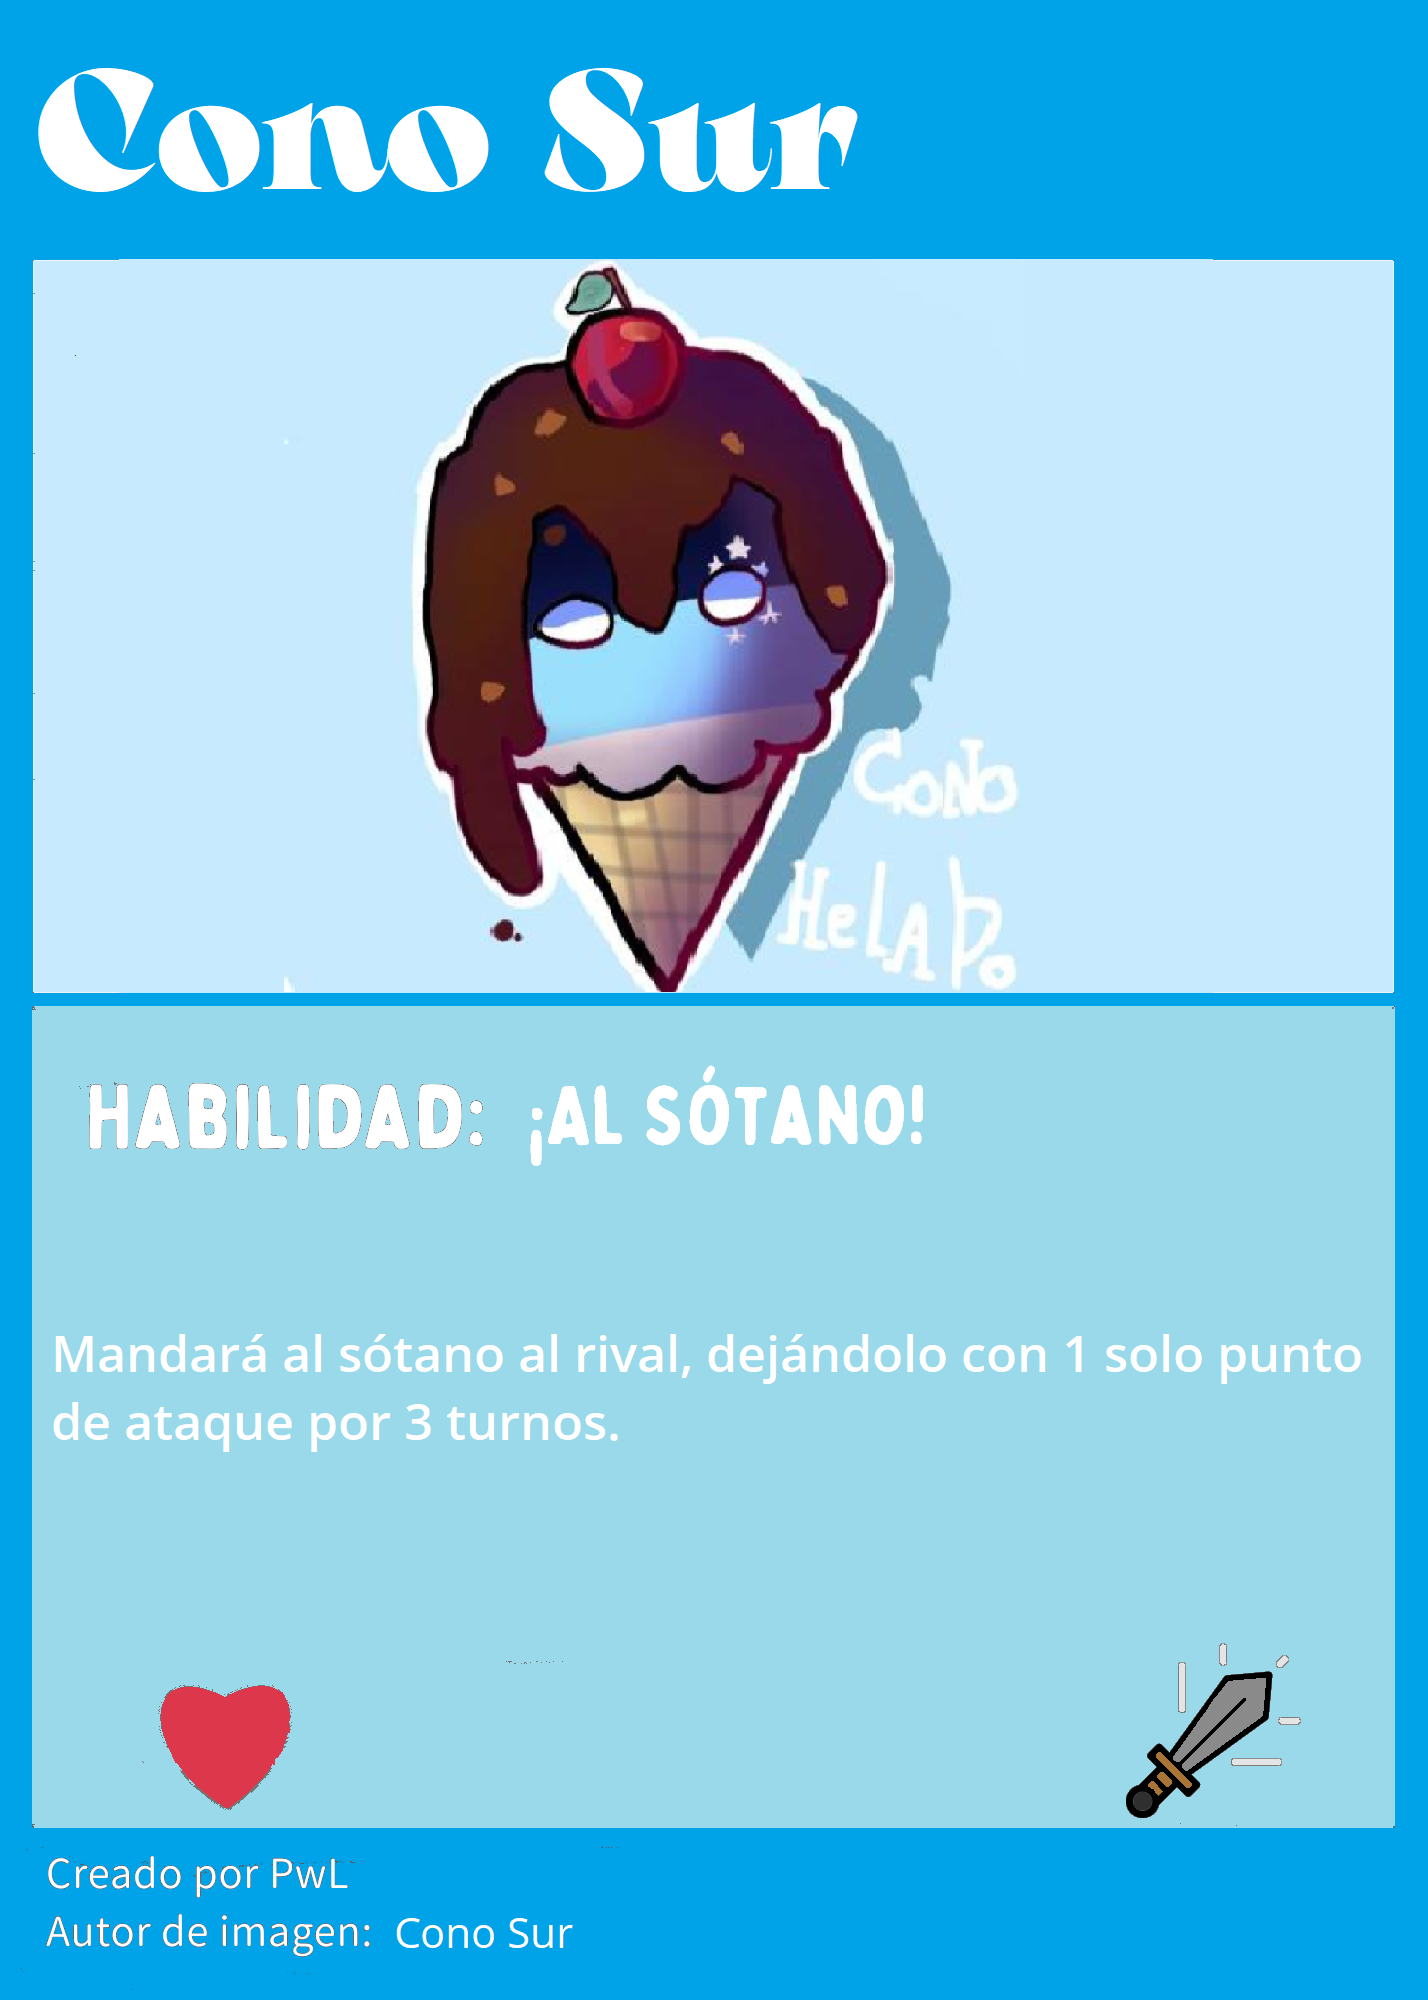 Cono Sur
CONO
HelADo
HABILIDAD: ¡AL SÓTANO!
Mandará al sótano al rival, dejándolo con 1 solo punto
de ataque por 3 turnos.
Creado por PwL
Autor de imagen: Cono Sur